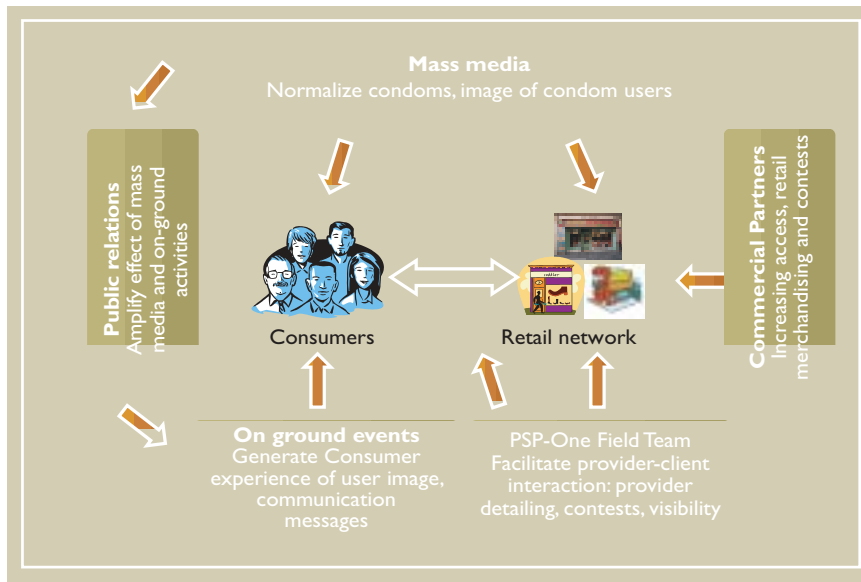 Mass media
Normalize condoms, image of condom users
Public relations
Amplify effect of mass
media and on-ground
activities
Commercial Partners
Increasing access, retail
merchandising and contests
Consumers
Retail network
On ground events
Generate Consumer
experience of user image,
communication
messages
PSP-One Field Team
Facilitate provider-client
interaction: provider
detailing, contests, visibility